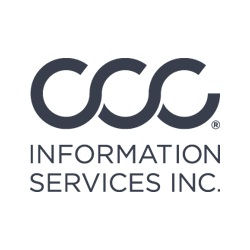 CCC®
INFORMATION
SERVICES INC.